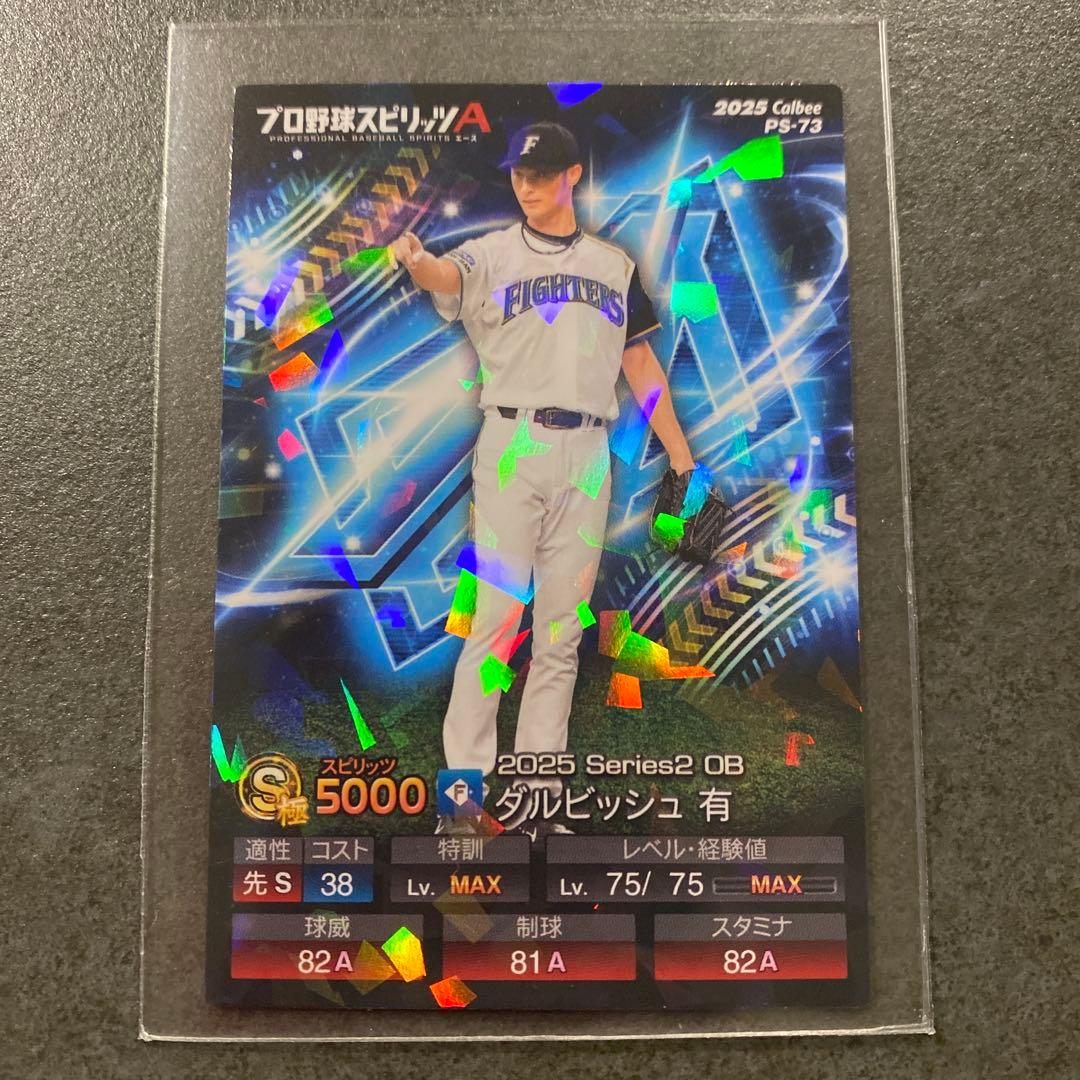 プロ野球スピリッツA
PROFESSIONAL BASEBALL SPIRITS エース
2025 Calbee
PS-73
F
FIGHTERS
S極
スピリッツ
5000
F
2025 Series2 OB
ダルビッシュ 有
適性
コスト
特訓
レベル・経験値
先 S
38
Lv. MAX
Lv. 75/ 75 MAX
球威
制球
スタミナ
82A
81A
82A